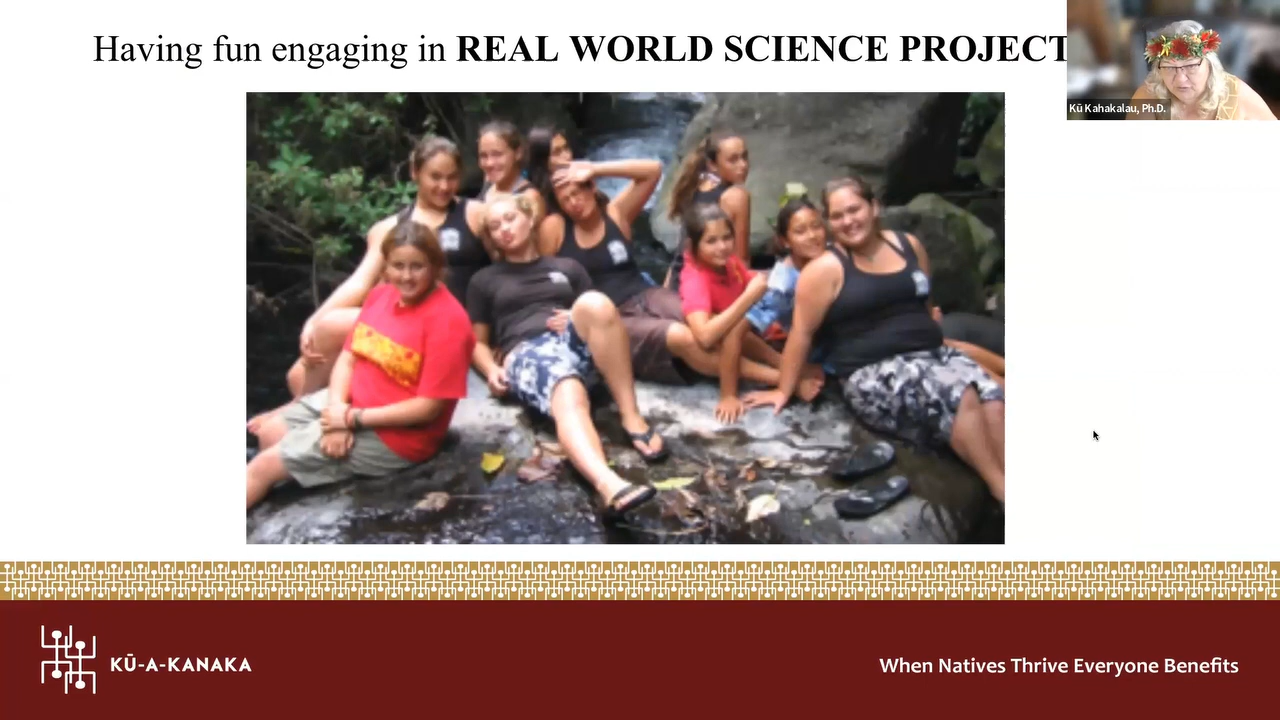 Having fun engaging in REAL WORLD SCIENCE PROJECT
Kū Kahakalau, Ph.D.
KŪ-A-KANAKA
When Natives Thrive Everyone Benefits